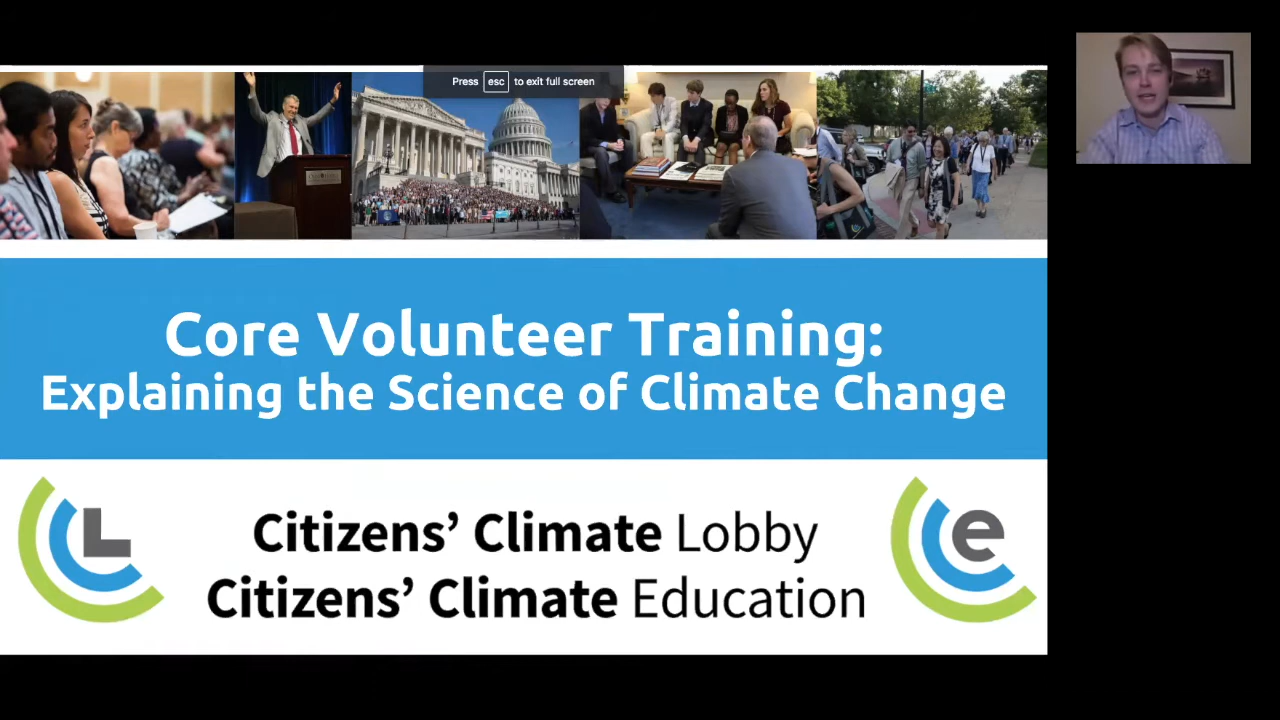 Press esc to exit full screen
Core Volunteer Training:
Explaining the Science of Climate Change
L
Citizens’ Climate Lobby
e
Citizens’ Climate Education